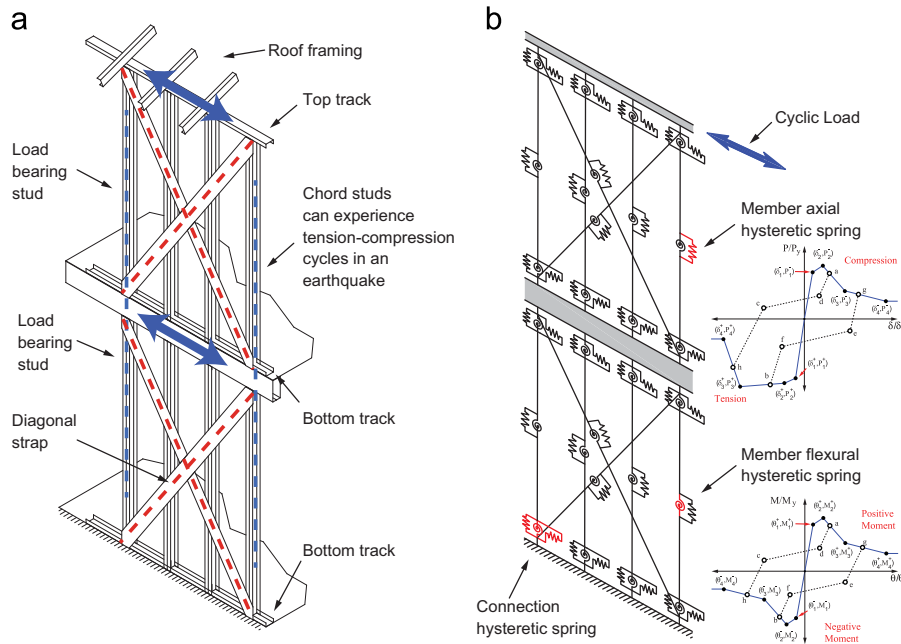 a
Roof framing
Top track
Load
bearing
stud
Chord studs
can experience
tension-compression
cycles in an
earthquake
Load
bearing
stud
Diagonal
strap
Bottom track
Bottom track
b
Cyclic Load
Member axial
hysteretic spring
P/Py
Compression
a
g
c
d
e
f
b
h
δ/δ
Tension
Member flexural
hysteretic spring
M/My
Positive
Moment
a
g
c
d
e
f
b
h
θ/θ
Negative
Moment
Connection
hysteretic spring